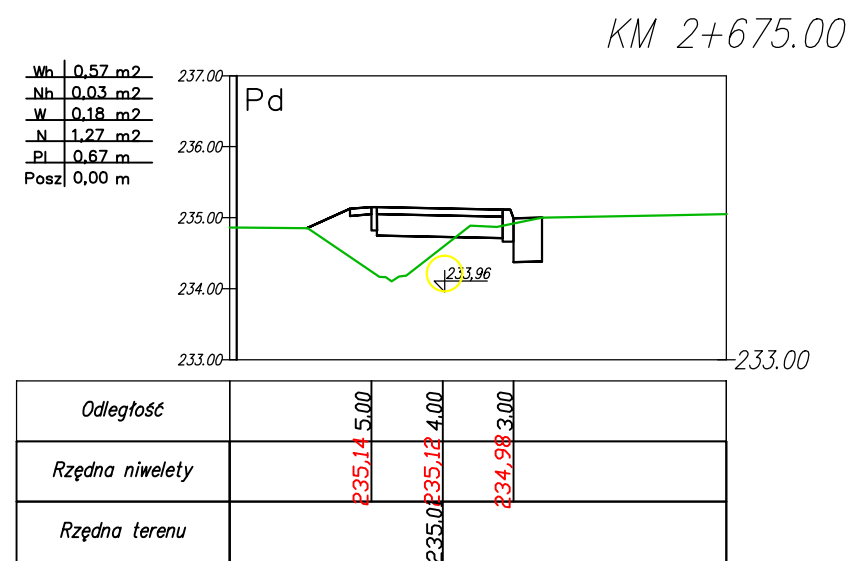 KM 2+675.00
Wh 0,57 m2
Nh 0,03 m2
W 0,18 m2
N 1,27 m2
Pl 0,67 m
Posz 0,00 m
237.00
Pd
236.00
235.00
234.00
233,96
233.00
233.00
Odległość 5.00 4.00 3.00
Rzędna niwelety 235,14 235,12 234,98
Rzędna terenu